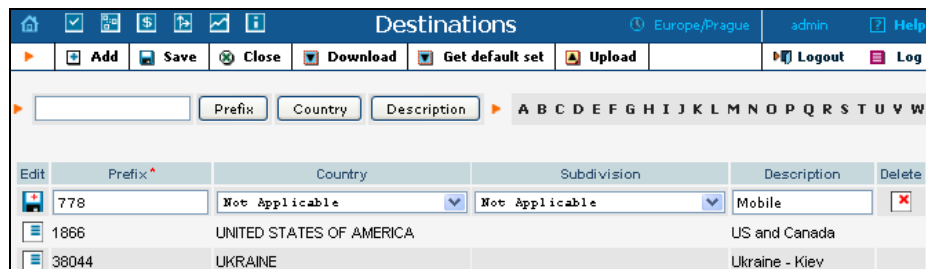 Destinations Europe/Prague admin Help
Add Save Close Download Get default set Upload Logout Log
Prefix Country Description A B C D E F G H I J K L M N O P Q R S T U V W
Edit Prefix* Country Subdivision Description Delete
778 Not Applicable Not Applicable Mobile
1866 UNITED STATES OF AMERICA US and Canada
38044 UKRAINE Ukraine - Kiev